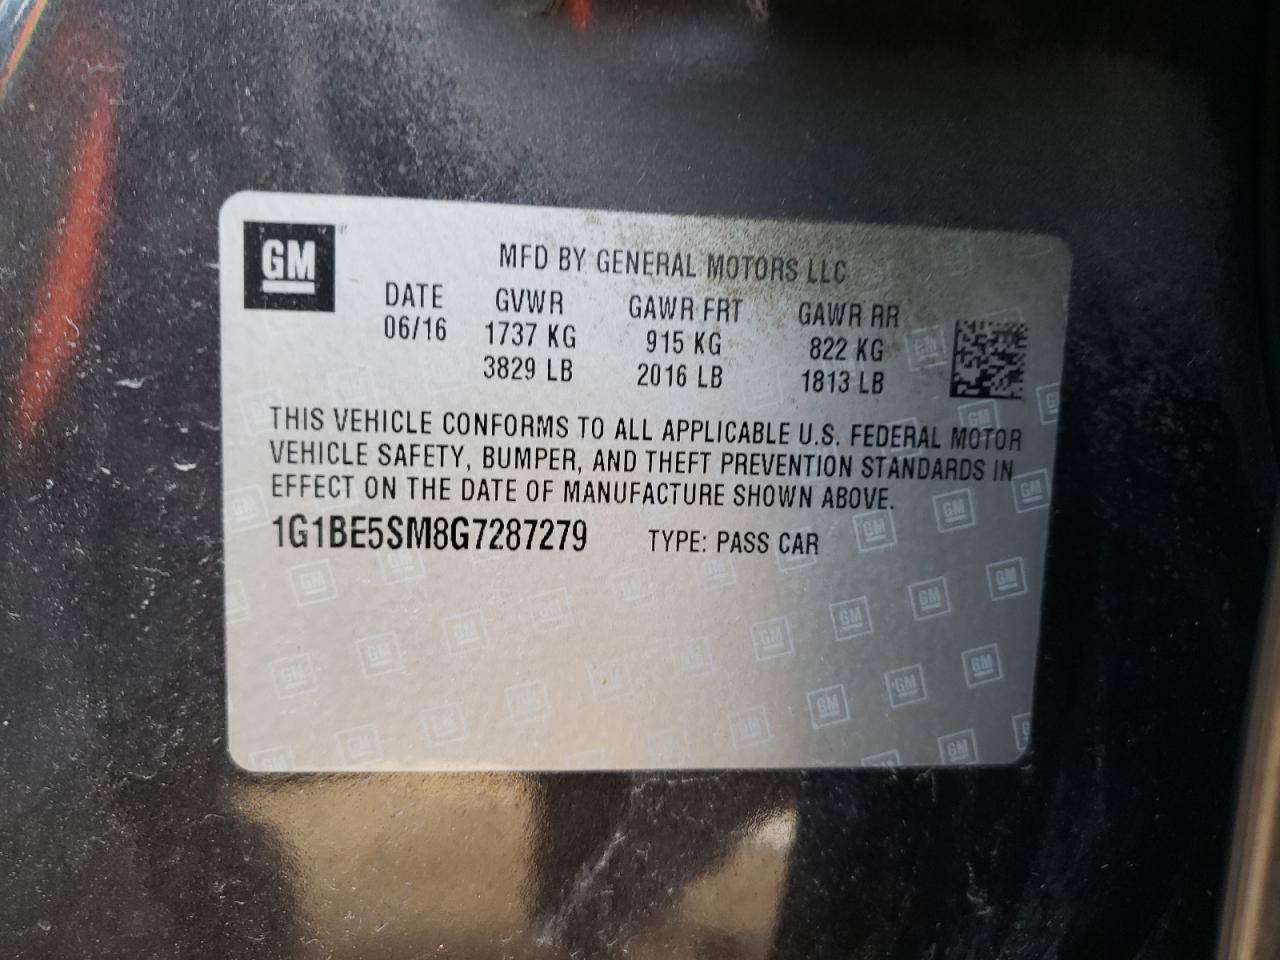 GM
MFD BY GENERAL MOTORS LLC
DATE GVWR GAWR FRT GAWR RR
06/16 1737 KG 915 KG 822 KG
3829 LB 2016 LB 1813 LB
THIS VEHICLE CONFORMS TO ALL APPLICABLE U.S. FEDERAL MOTOR
VEHICLE SAFETY, BUMPER, AND THEFT PREVENTION STANDARDS IN
EFFECT ON THE DATE OF MANUFACTURE SHOWN ABOVE.
1G1BE5SM8G7287279 TYPE: PASS CAR